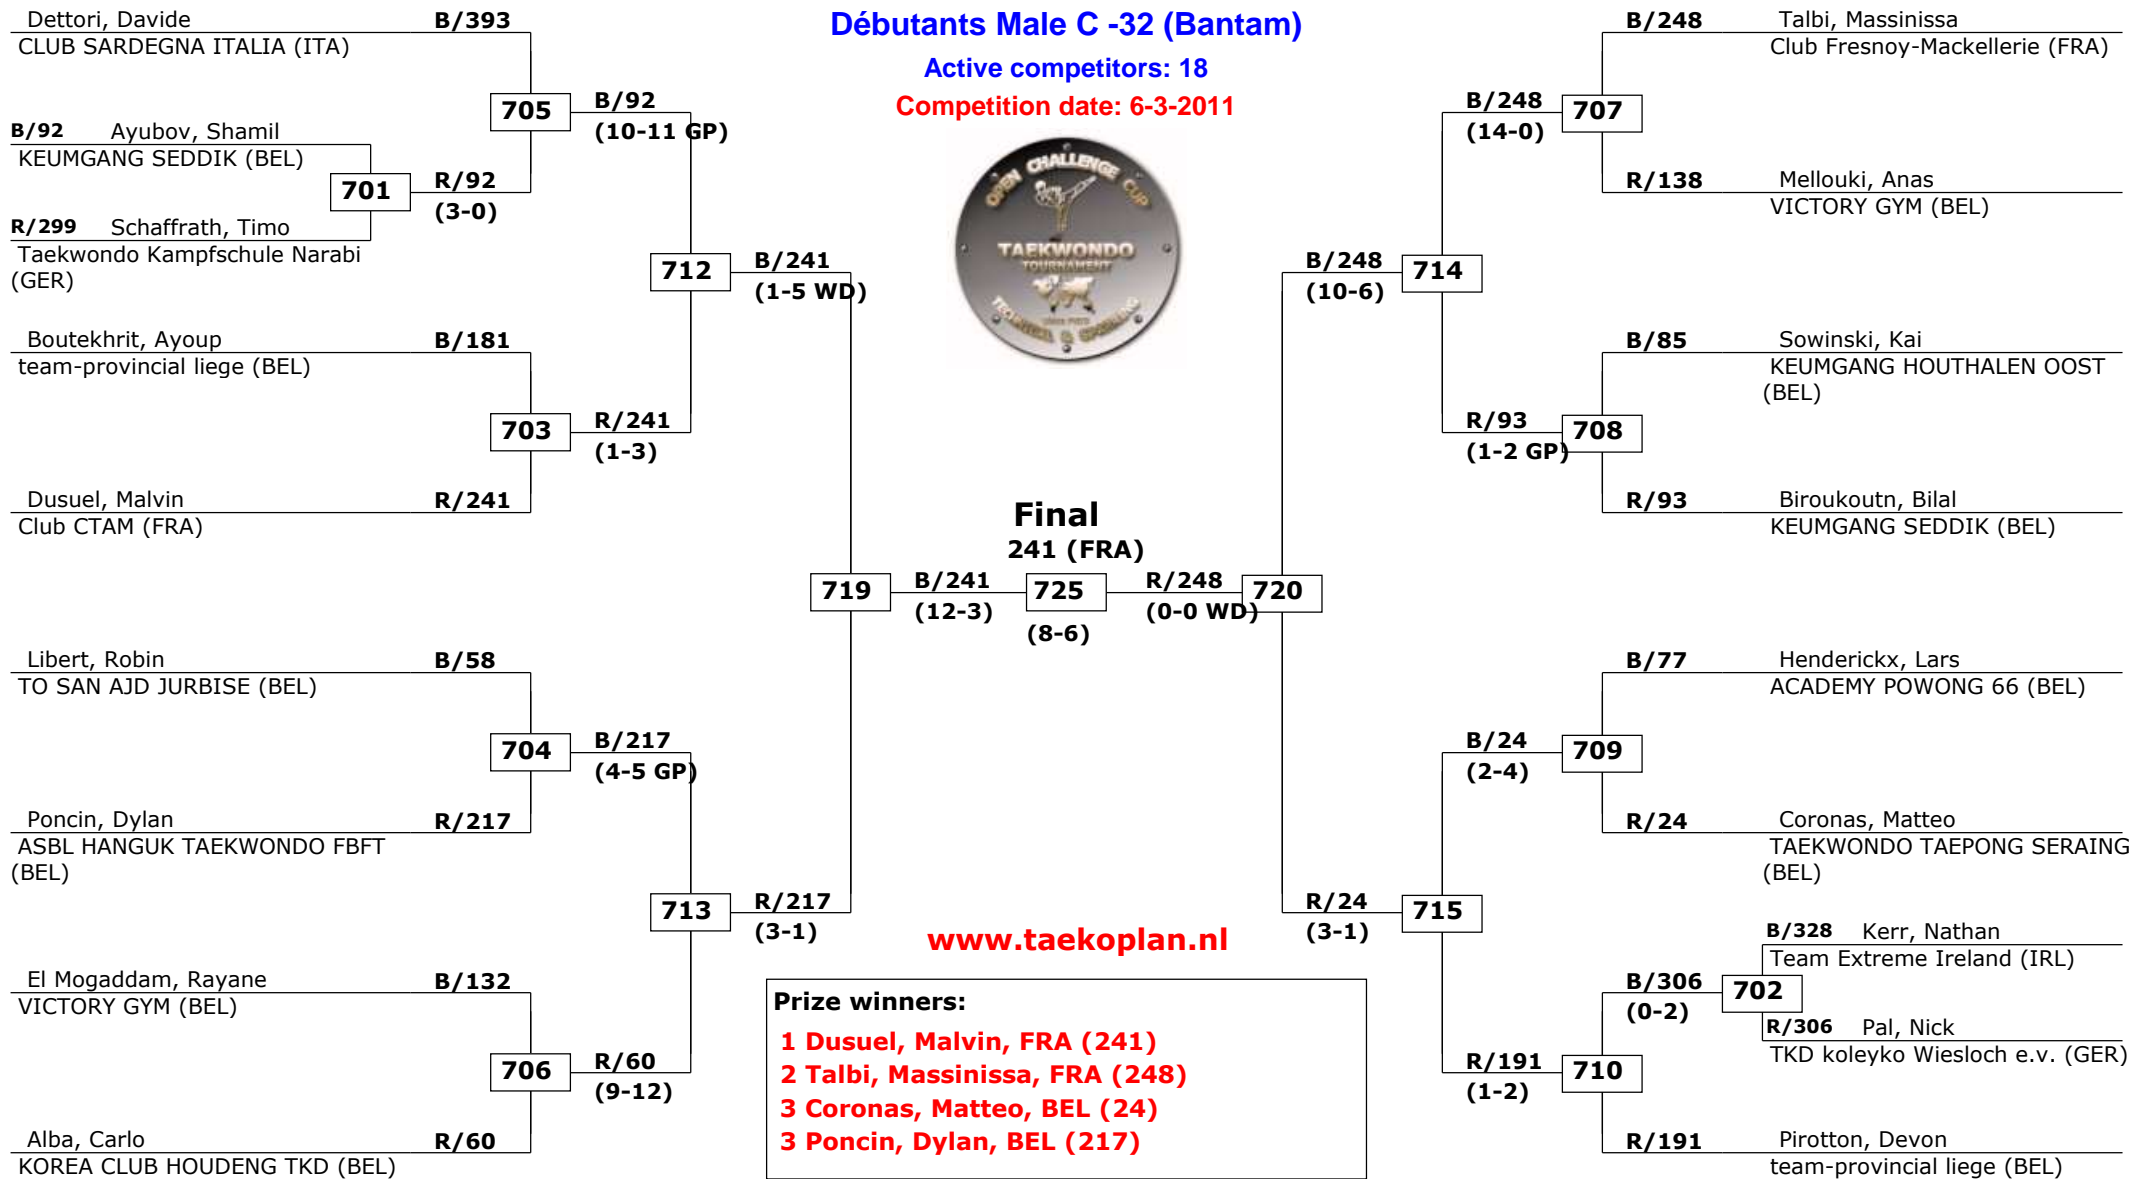 Débutants Male C -32 (Bantam)
Active competitors: 18
Competition date: 6-3-2011
OPEN CHALLENGE CUP
TAEKWONDO
TOURNAMENT
Dettori, Davide
B/393
CLUB SARDEGNA ITALIA (ITA)
705
B/92
(10-11 GP)
B/92
Ayubov, Shamil
KEUMGANG SEDDIK (BEL)
701
R/92
(3-0)
R/299
Schaffrath, Timo
Taekwondo Kampfschule Narabi
(GER)
712
B/241
(1-5 WD)
Boutekhrit, Ayoup
B/181
team-provincial liege (BEL)
703
R/241
(1-3)
Dusuel, Malvin
R/241
Club CTAM (FRA)
719
B/241
(12-3)
Libert, Robin
B/58
TO SAN AJD JURBISE (BEL)
704
B/217
(4-5 GP)
Poncin, Dylan
R/217
ASBL HANGUK TAEKWONDO FBFT
(BEL)
713
R/217
(3-1)
El Mogaddam, Rayane
B/132
VICTORY GYM (BEL)
706
R/60
(9-12)
Alba, Carlo
R/60
KOREA CLUB HOUDENG TKD (BEL)
Final
241 (FRA)
725
(8-6)
R/248
(0-0 WD)
720
B/248
Talbi, Massinissa
Club Fresnoy-Mackellerie (FRA)
B/248
(14-0)
707
R/138
Mellouki, Anas
VICTORY GYM (BEL)
B/248
(10-6)
714
B/85
Sowinski, Kai
KEUMGANG HOUTHALEN OOST
(BEL)
R/93
(1-2 GP)
708
R/93
Biroukoutn, Bilal
KEUMGANG SEDDIK (BEL)
B/77
Henderickx, Lars
ACADEMY POWONG 66 (BEL)
B/24
(2-4)
709
R/24
Coronas, Matteo
TAEKWONDO TAEPONG SERAING
(BEL)
R/24
(3-1)
715
B/328
Kerr, Nathan
Team Extreme Ireland (IRL)
B/306
(0-2)
702
R/306
Pal, Nick
TKD koleyko Wiesloch e.v. (GER)
R/191
(1-2)
710
R/191
Pirotton, Devon
team-provincial liege (BEL)
www.taekoplan.nl
Prize winners:
1 Dusuel, Malvin, FRA (241)
2 Talbi, Massinissa, FRA (248)
3 Coronas, Matteo, BEL (24)
3 Poncin, Dylan, BEL (217)